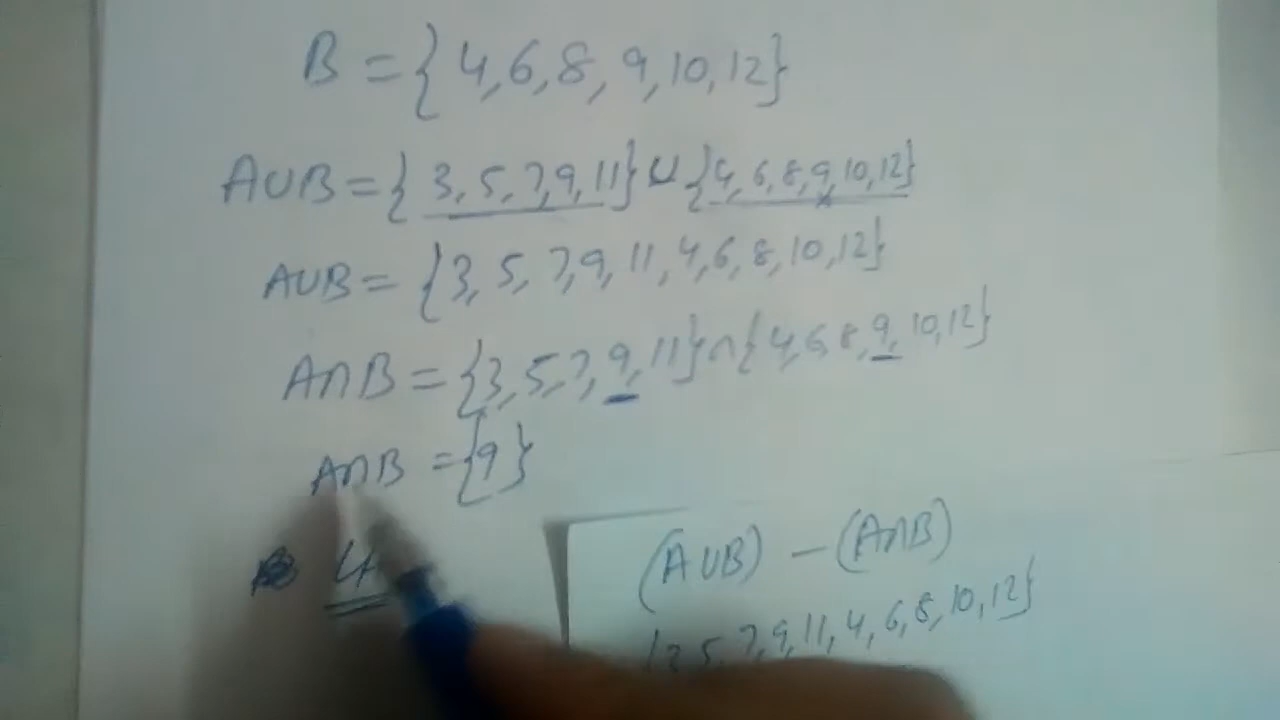 B = { 4, 6, 8, 9, 10, 12}
A∪B = { 3, 5, 7, 9, 11} ∪ {4, 6, 8, 9, 10, 12}
A∪B = {3, 5, 7, 9, 11, 4, 6, 8, 10, 12}
A∩B = {3, 5, 7, 9, 11} ∩ {4, 6, 8, 9, 10, 12}
A∩B = {9}
(A∪B) – (A∩B)
{3, 5, 7, 9, 11, 4, 6, 8, 10, 12}